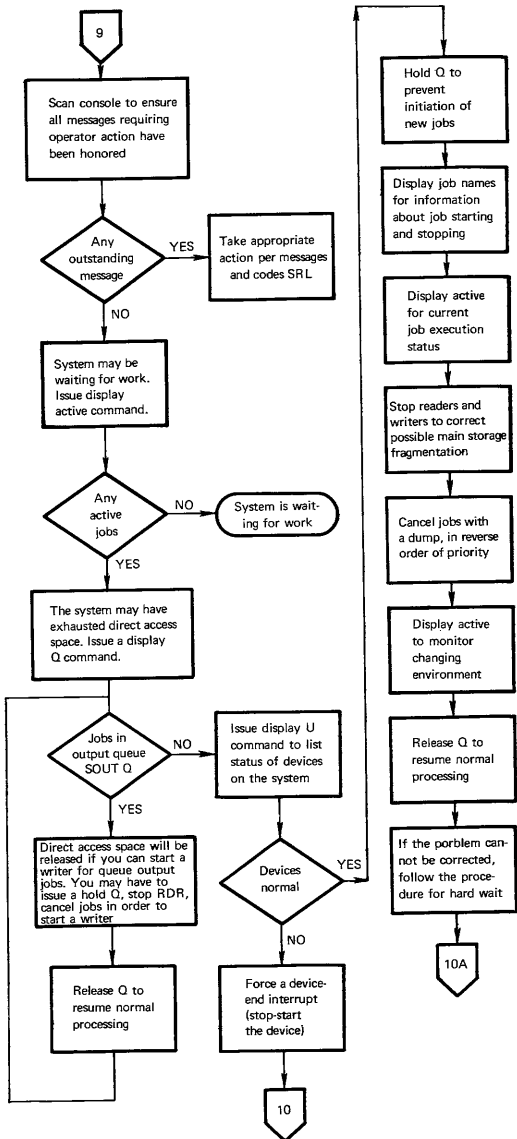 9
Scan console to ensure
all messages requiring
operator action have
been honored
Any
outstanding
message
YES
Take appropriate
action per messages
and codes SRL
NO
System may be
waiting for work.
Issue display
active command.
Any
active
jobs
NO
System is wait-
ing for work
YES
The system may have
exhausted direct access
space. Issue a display
Q command.
Jobs in
output queue
SOUT Q
NO
Issue display U
command to list
status of devices
on the system
YES
Direct access space will be
released if you can start a
writer for queue output
jobs. You may have to
issue a hold Q, stop RDR,
cancel jobs in order to
start a writer
Release Q to
resume normal
processing
Devices
normal
YES
NO
Force a device-
end interrupt
(stop-start
the device)
10
Hold Q to
prevent
initiation of
new jobs
Display job names
for information
about job starting
and stopping
Display active
for current
job execution
status
Stop readers and
writers to correct
possible main storage
fragmentation
Cancel jobs with
a dump, in reverse
order of priority
Display active
to monitor
changing
environment
Release Q to
resume normal
processing
If the porblem can-
not be corrected,
follow the proce-
dure for hard wait
10A